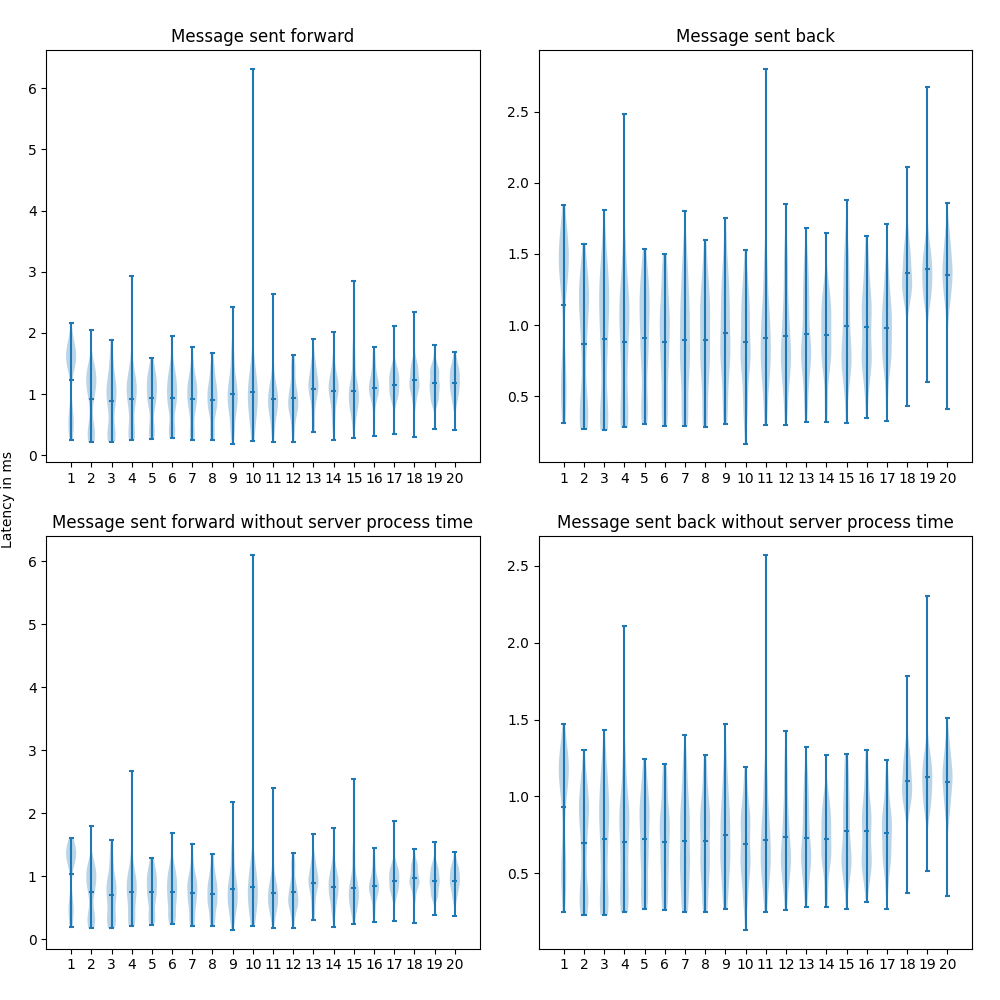 Message sent forward
Message sent back
6
5
4
3
2
1
0
2.5
2.0
1.5
1.0
0.5
1 2 3 4 5 6 7 8 9 10 11 12 13 14 15 16 17 18 19 20
1 2 3 4 5 6 7 8 9 10 11 12 13 14 15 16 17 18 19 20
Latency in ms
Message sent forward without server process time
Message sent back without server process time
6
5
4
3
2
1
0
2.5
2.0
1.5
1.0
0.5
1 2 3 4 5 6 7 8 9 10 11 12 13 14 15 16 17 18 19 20
1 2 3 4 5 6 7 8 9 10 11 12 13 14 15 16 17 18 19 20